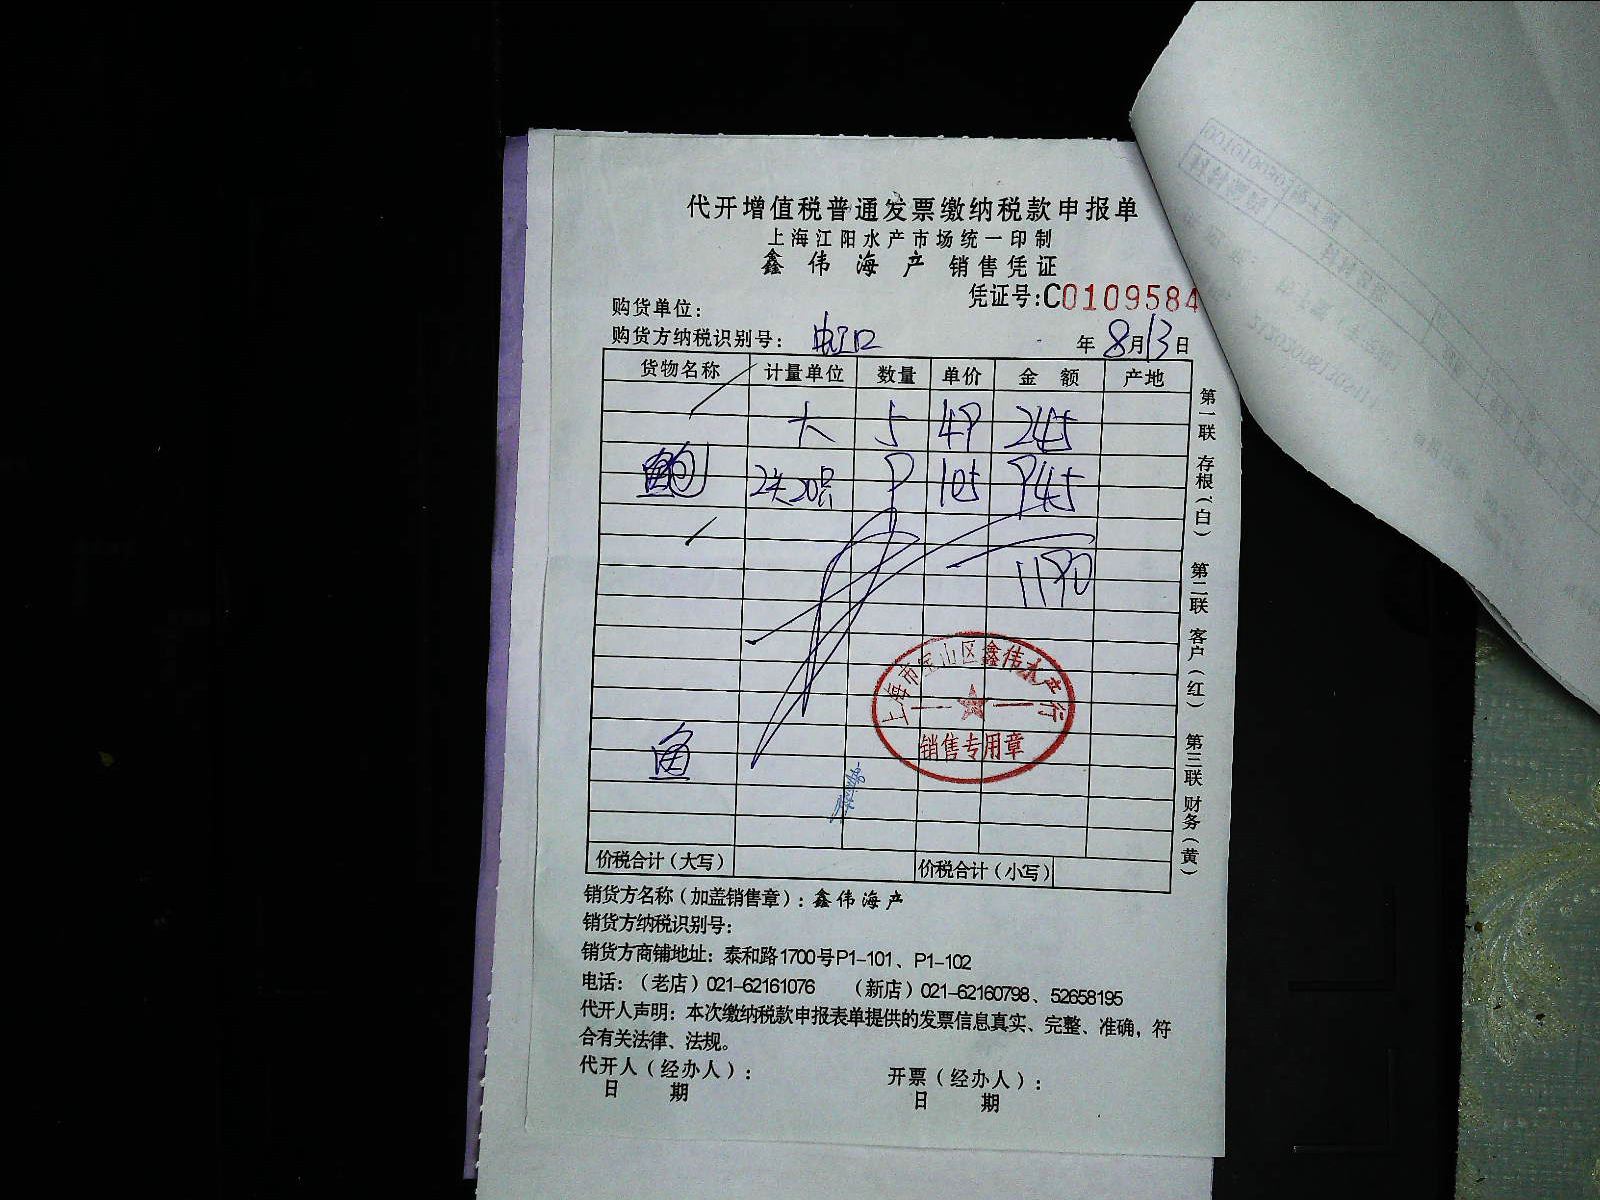 代开增值税普通发票缴纳税款申报单
上海江阳水产市场统一印制
鑫伟海产 销售凭证
凭证号:C0109584
购货单位:
购货方纳税识别号: 虹口
年 8月13日
货物名称 计量单位 数量 单价 金额 产地
大 5 49 245
鲍 2头20只 9 105 945
1190
上海市宝山区鑫伟水产行
销售专用章
鱼
价税合计(大写) 价税合计(小写)
第一联 存根(白) 第二联 客户(红) 第三联 财务(黄)
销货方名称(加盖销售章):鑫伟海产
销货方纳税识别号:
销货方商铺地址:泰和路1700号P1-101、P1-102
电话:(老店)021-62161076 (新店)021-62160798、52658195
代开人声明:本次缴纳税款申报表单提供的发票信息真实、完整、准确,符
合有关法律、法规。
代开人(经办人): 开票(经办人):
日 期 日 期